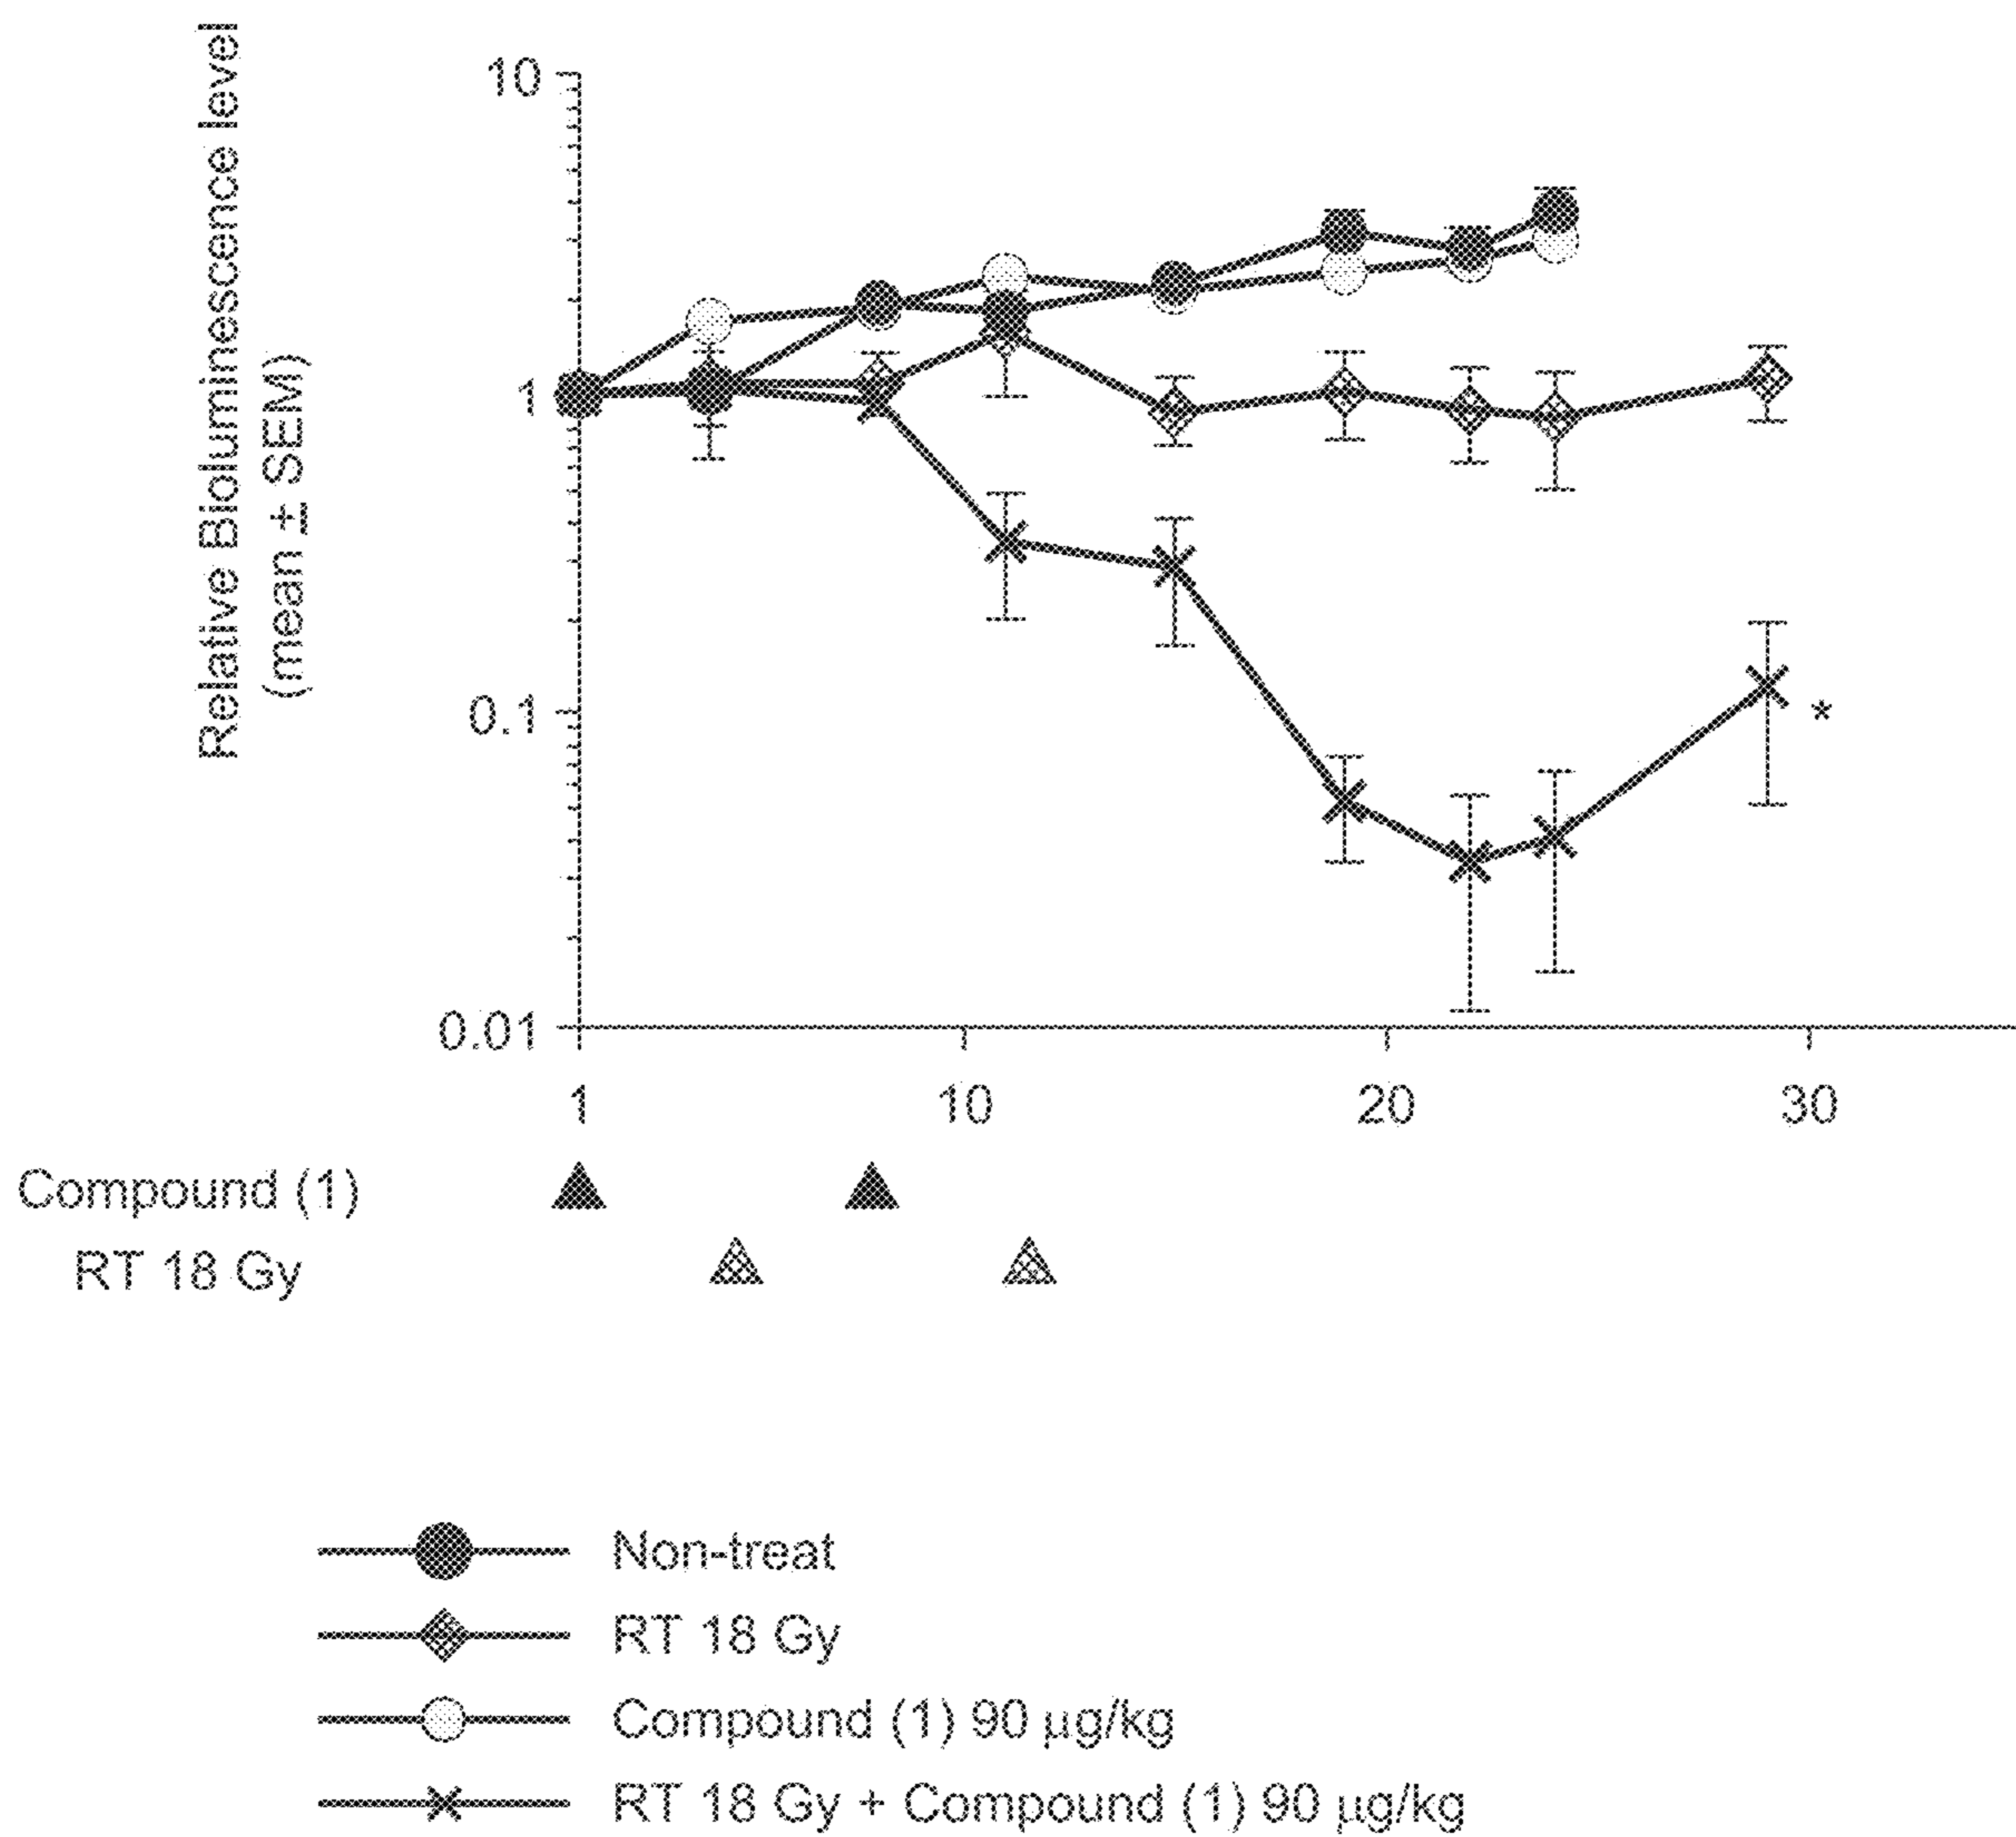 Relative Bioluminescence level
(mean ± SEM)
10
1
0.1
0.01
*
1 10 20 30
Compound (1)
RT 18 Gy
Non-treat
RT 18 Gy
Compound (1) 90 µg/kg
RT 18 Gy + Compound (1) 90 µg/kg